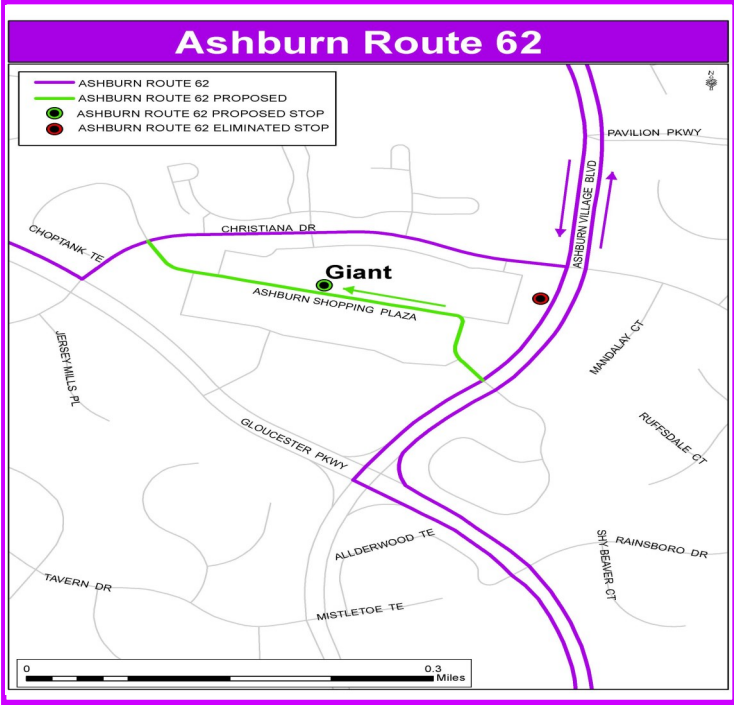 Ashburn Route 62
ASHBURN ROUTE 62
ASHBURN ROUTE 62 PROPOSED
ASHBURN ROUTE 62 PROPOSED STOP
ASHBURN ROUTE 62 ELIMINATED STOP
N
PAVILION PKWY
ASHBURN VILLAGE BLVD
CHOPTANK TE
CHRISTIANA DR
Giant
ASHBURN SHOPPING PLAZA
MANDALAY CT
JERSEY MILLS PL
RUFFSDALE CT
GLOUCESTER PKWY
ALLDERWOOD TE
SHY BEAVER CT
RAINSBORO DR
TAVERN DR
MISTLETOE TE
0 0.3
Miles